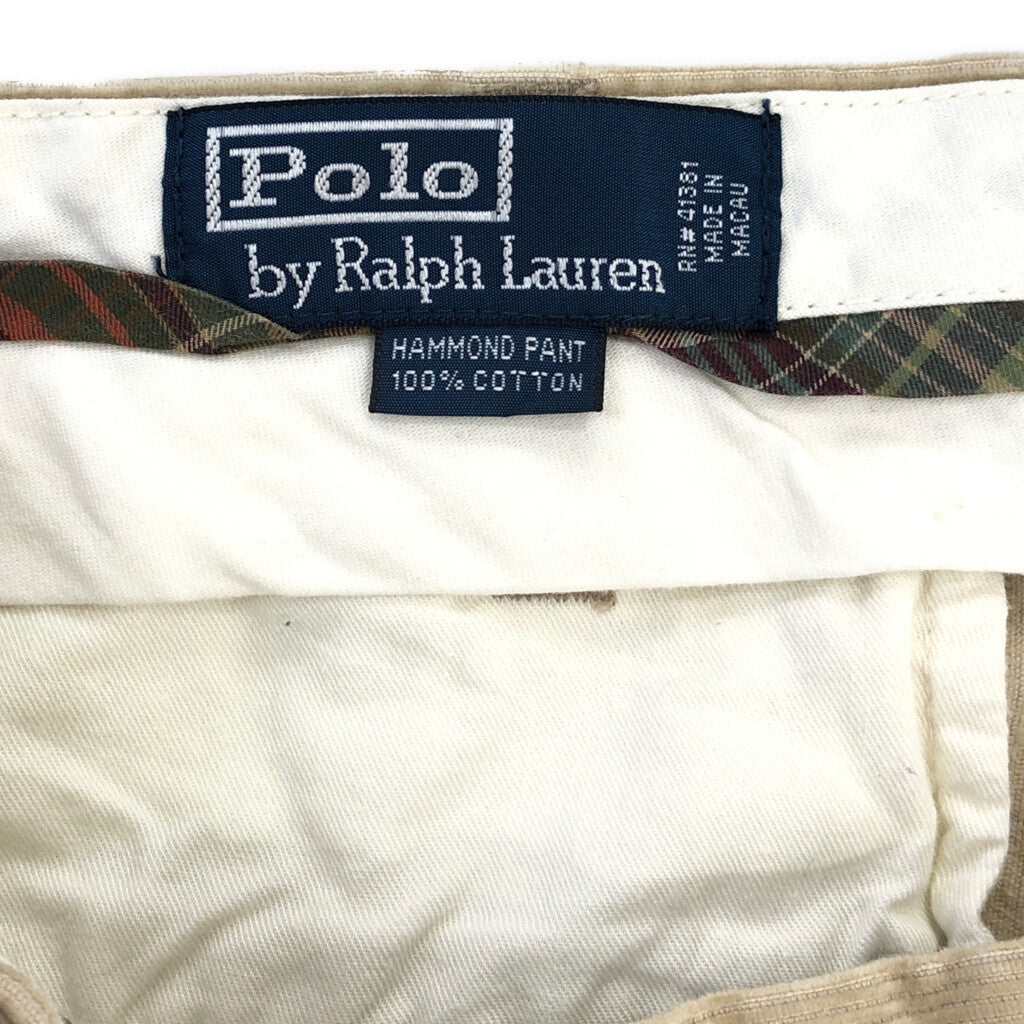 Polo
by Ralph Lauren
RN# 41381
MADE IN
MACAU
HAMMOND PANT
100% COTTON